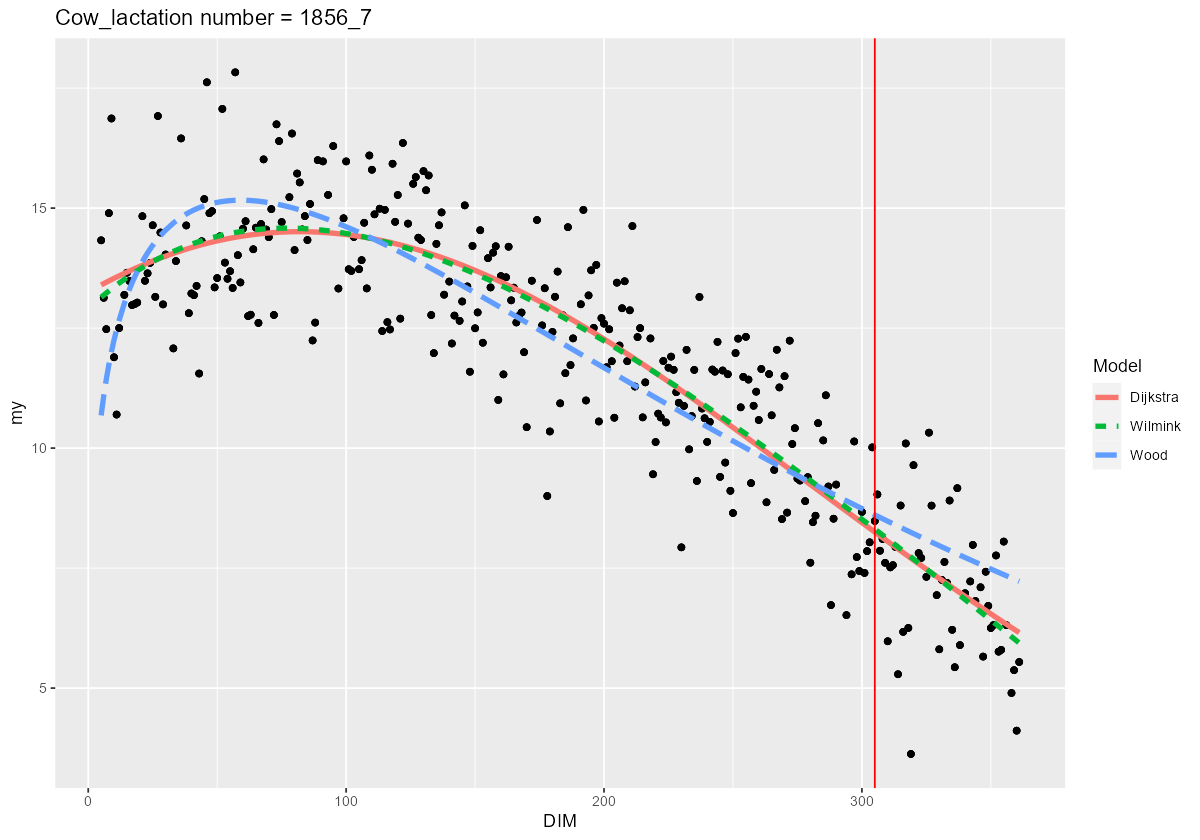 Cow_lactation number = 1856_7
15
10
5
my
0
100
200
300
DIM
Model
Dijkstra
Wilmink
Wood